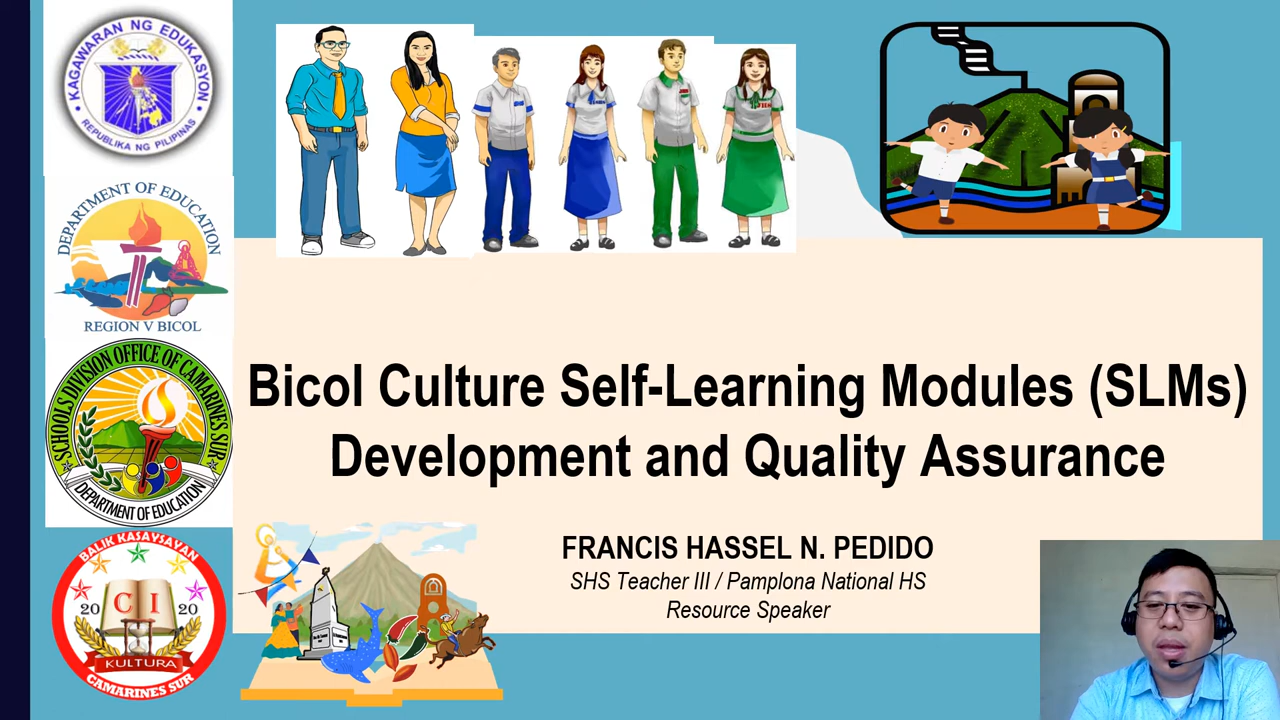 KAGAWARAN NG EDUKASYON
REPUBLIKA NG PILIPINAS
DEPARTMENT OF EDUCATION
REGION V BICOL
SCHOOLS DIVISION OFFICE OF CAMARINES SUR
DEPARTMENT OF EDUCATION
BALIK KASAYSAYAN
2020
CI
KULTURA
CAMARINES SUR
Bicol Culture Self-Learning Modules (SLMs)
Development and Quality Assurance
FRANCIS HASSEL N. PEDIDO
SHS Teacher III / Pamplona National HS
Resource Speaker